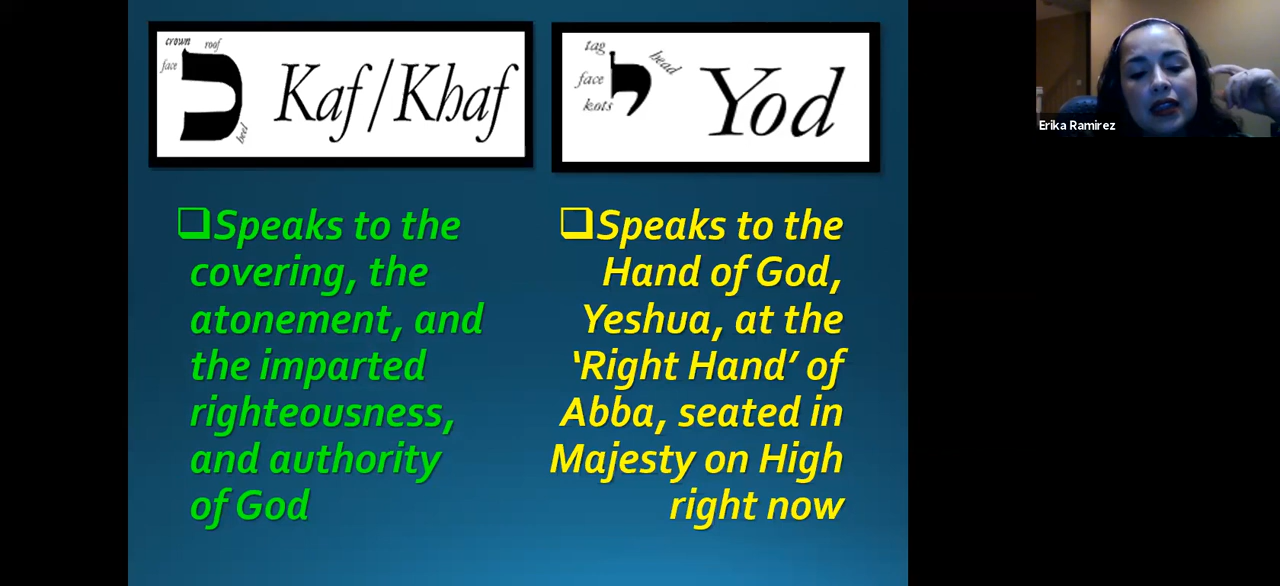 crown
roof
face
כ
heel
Kaf/Khaf
tag
head
face
kots
י
Yod
❑Speaks to the
covering, the
atonement, and
the imparted
righteousness,
and authority
of God
❑Speaks to the
Hand of God,
Yeshua, at the
‘Right Hand’ of
Abba, seated in
Majesty on High
right now
Erika Ramirez